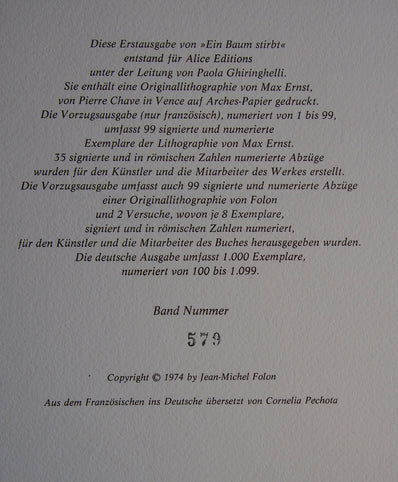 Diese Erstausgabe von »Ein Baum stirbt«
entstand für Alice Editions
unter der Leitung von Paola Ghiringhelli.
Sie enthält eine Originallithographie von Max Ernst,
von Pierre Chave in Vence auf Arches-Papier gedruckt.
Die Vorzugsausgabe (nur französisch), numeriert von 1 bis 99,
umfasst 99 signierte und numerierte
Exemplare der Lithographie von Max Ernst.
35 signierte und in römischen Zahlen numerierte Abzüge
wurden für den Künstler und die Mitarbeiter des Werkes erstellt.
Die Vorzugsausgabe umfasst auch 99 signierte und numerierte Abzüge
einer Originallithographie von Folon
und 2 Versuche, wovon je 8 Exemplare,
signiert und in römischen Zahlen numeriert,
für den Künstler und die Mitarbeiter des Buches herausgegeben wurden.
Die deutsche Ausgabe umfasst 1.000 Exemplare,
numeriert von 100 bis 1.099.
Band Nummer
579
Copyright © 1974 by Jean-Michel Folon
Aus dem Französischen ins Deutsche übersetzt von Cornelia Pechota